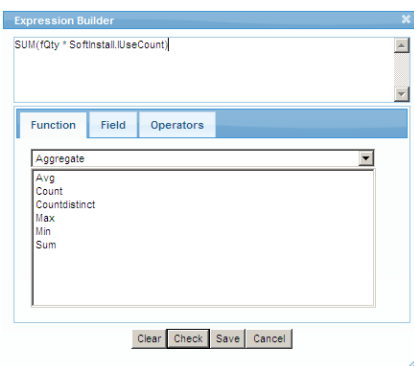 Expression Builder
SUM(fQty * SoftInstall.lUseCount)
Function Field Operators
Aggregate
Avg
Count
Countdistinct
Max
Min
Sum
Clear Check Save Cancel